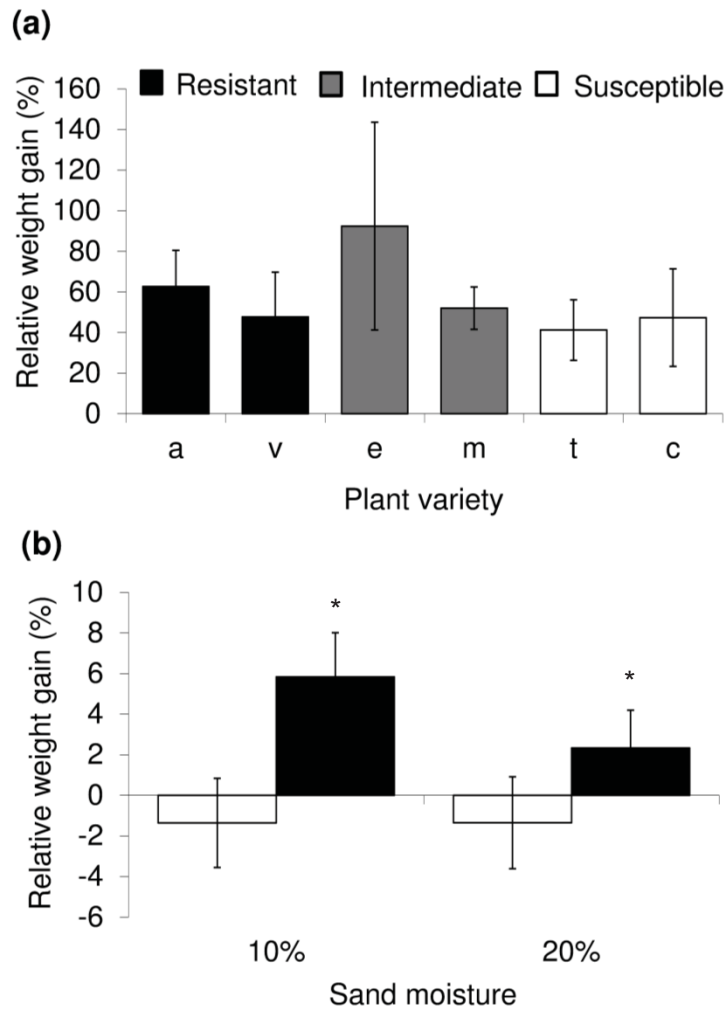 (a)
Resistant Intermediate Susceptible
Relative weight gain (%)
160
140
120
100
80
60
40
20
0
a v e m t c
Plant variety
(b)
Relative weight gain (%)
10
8
6
4
2
0
-2
-4
-6
* *
10% 20%
Sand moisture